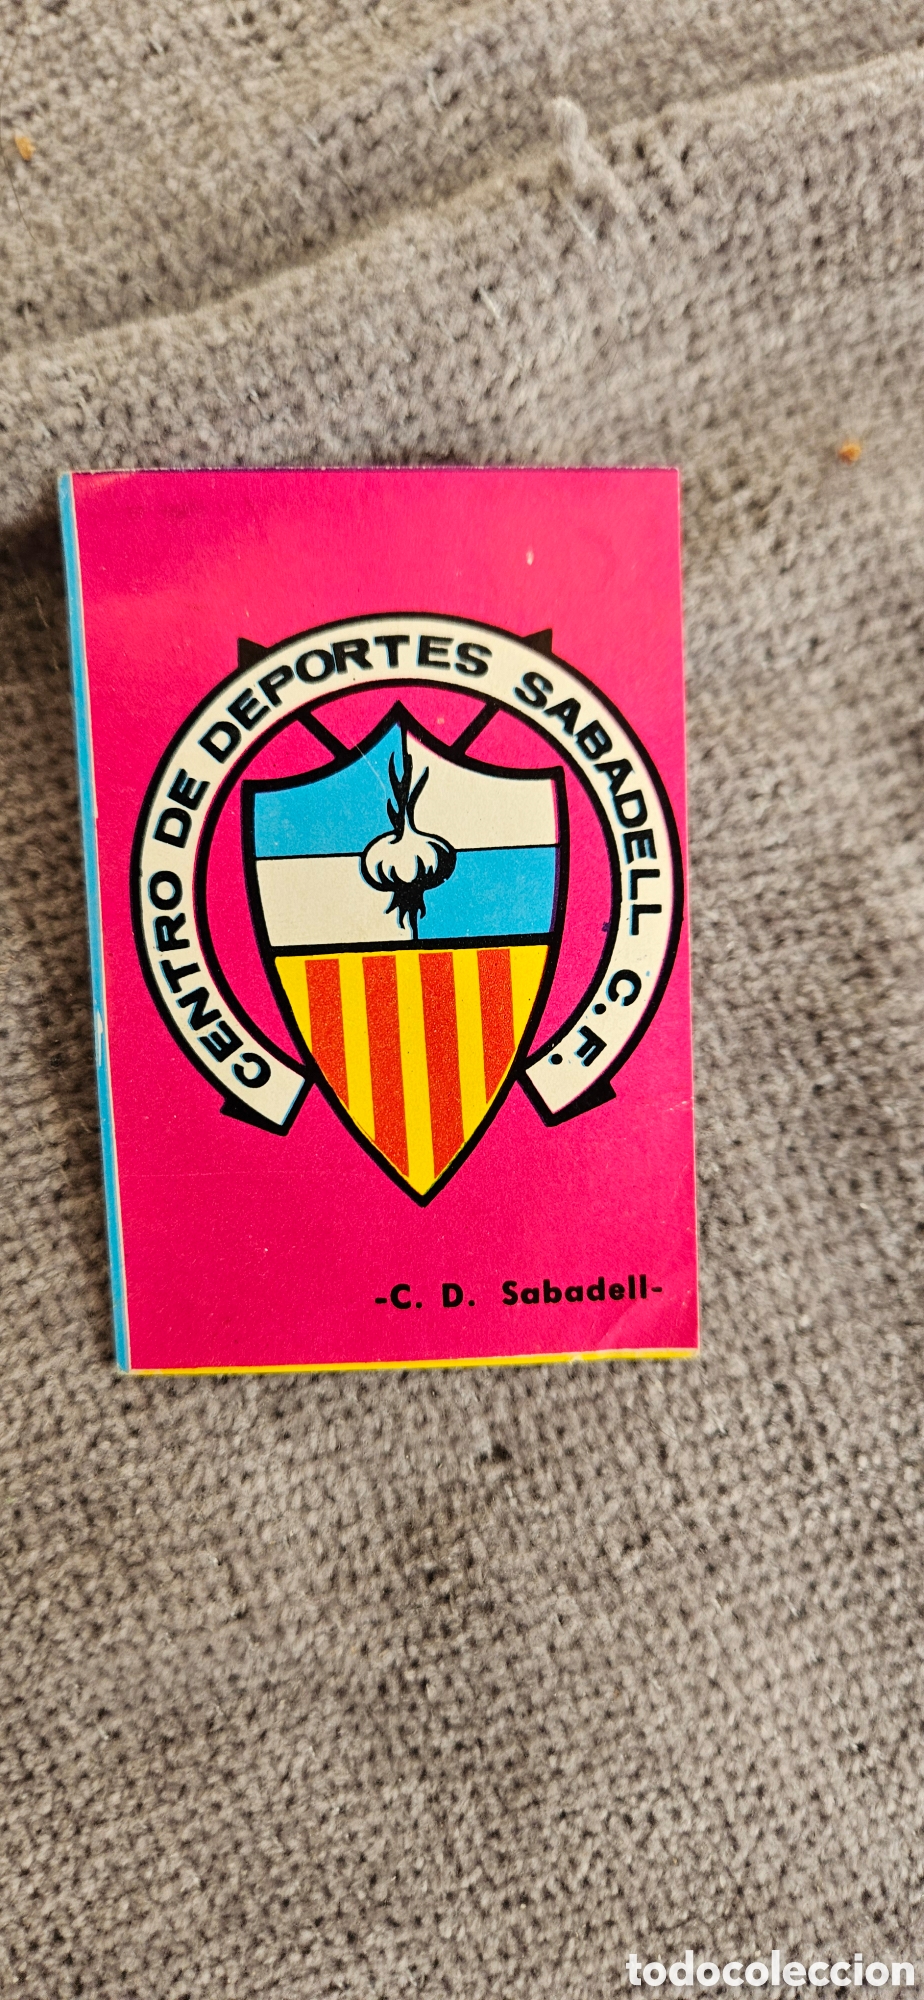 CENTRO DE DEPORTES SABADELL C.F.
-C. D. Sabadell-
todocoleccion